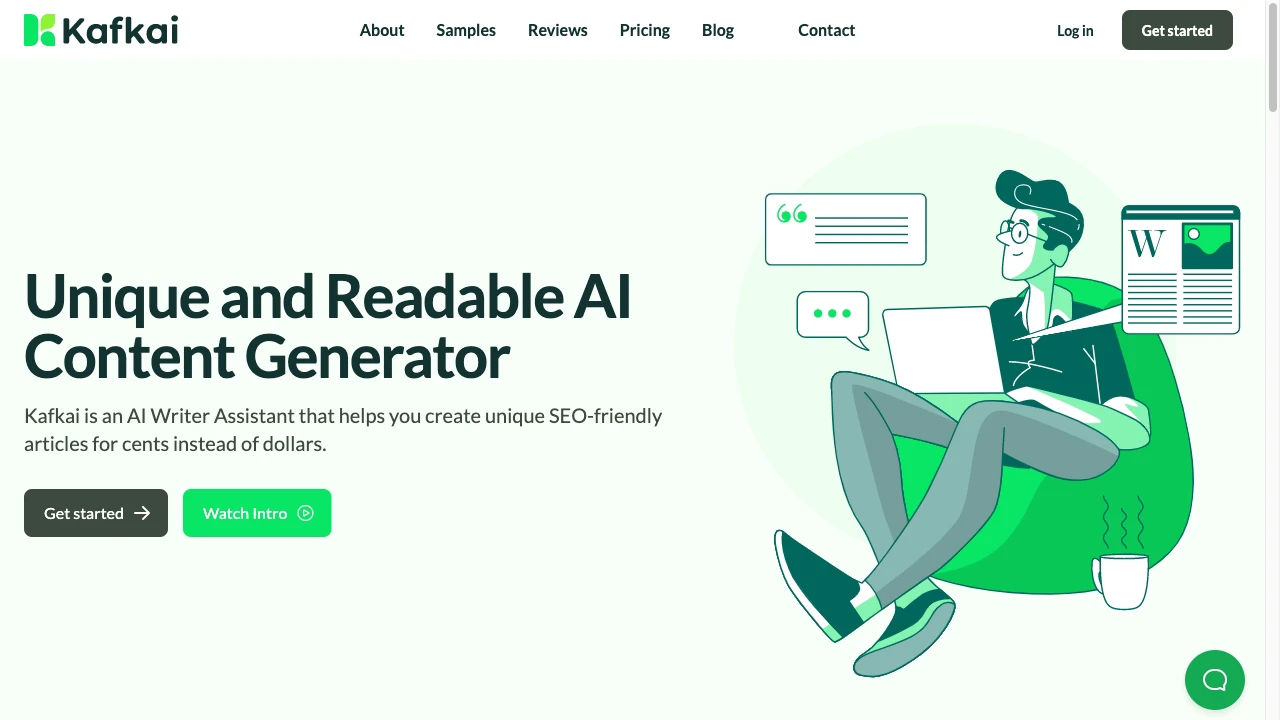 Kafkai
About
Samples
Reviews
Pricing
Blog
Contact
Log in
Get started
Unique and Readable AI
Content Generator
Kafkai is an AI Writer Assistant that helps you create unique SEO-friendly
articles for cents instead of dollars.
Get started
Watch Intro
W